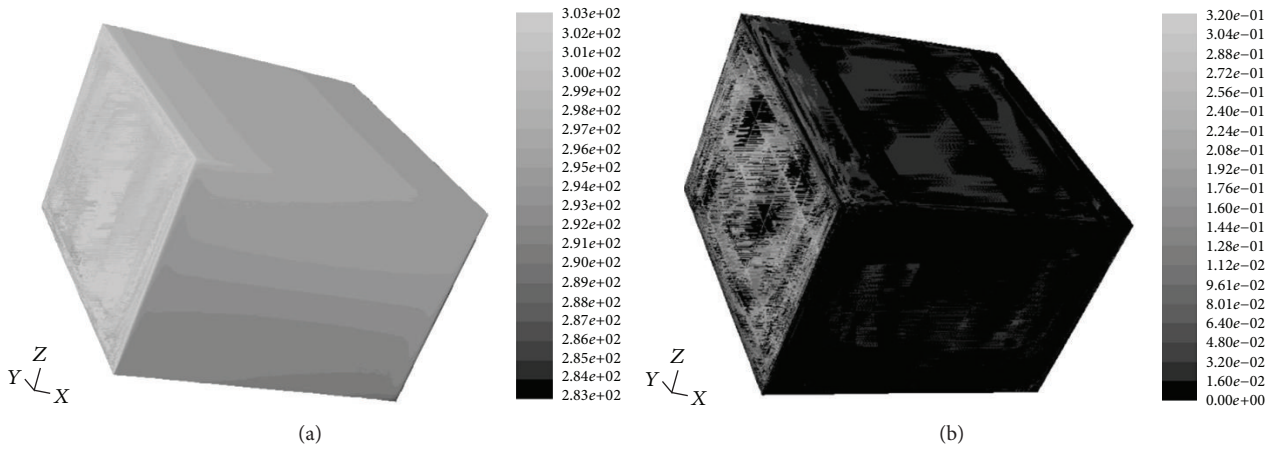 3.03e+02
3.02e+02
3.01e+02
3.00e+02
2.99e+02
2.98e+02
2.97e+02
2.96e+02
2.95e+02
2.94e+02
2.93e+02
2.92e+02
2.91e+02
2.90e+02
2.89e+02
2.88e+02
2.87e+02
2.86e+02
2.85e+02
2.84e+02
2.83e+02
Z
Y
X
(a)
3.20e−01
3.04e−01
2.88e−01
2.72e−01
2.56e−01
2.40e−01
2.24e−01
2.08e−01
1.92e−01
1.76e−01
1.60e−01
1.44e−01
1.28e−01
1.12e−02
9.61e−02
8.01e−02
6.40e−02
4.80e−02
3.20e−02
1.60e−02
0.00e+00
Z
Y
X
(b)